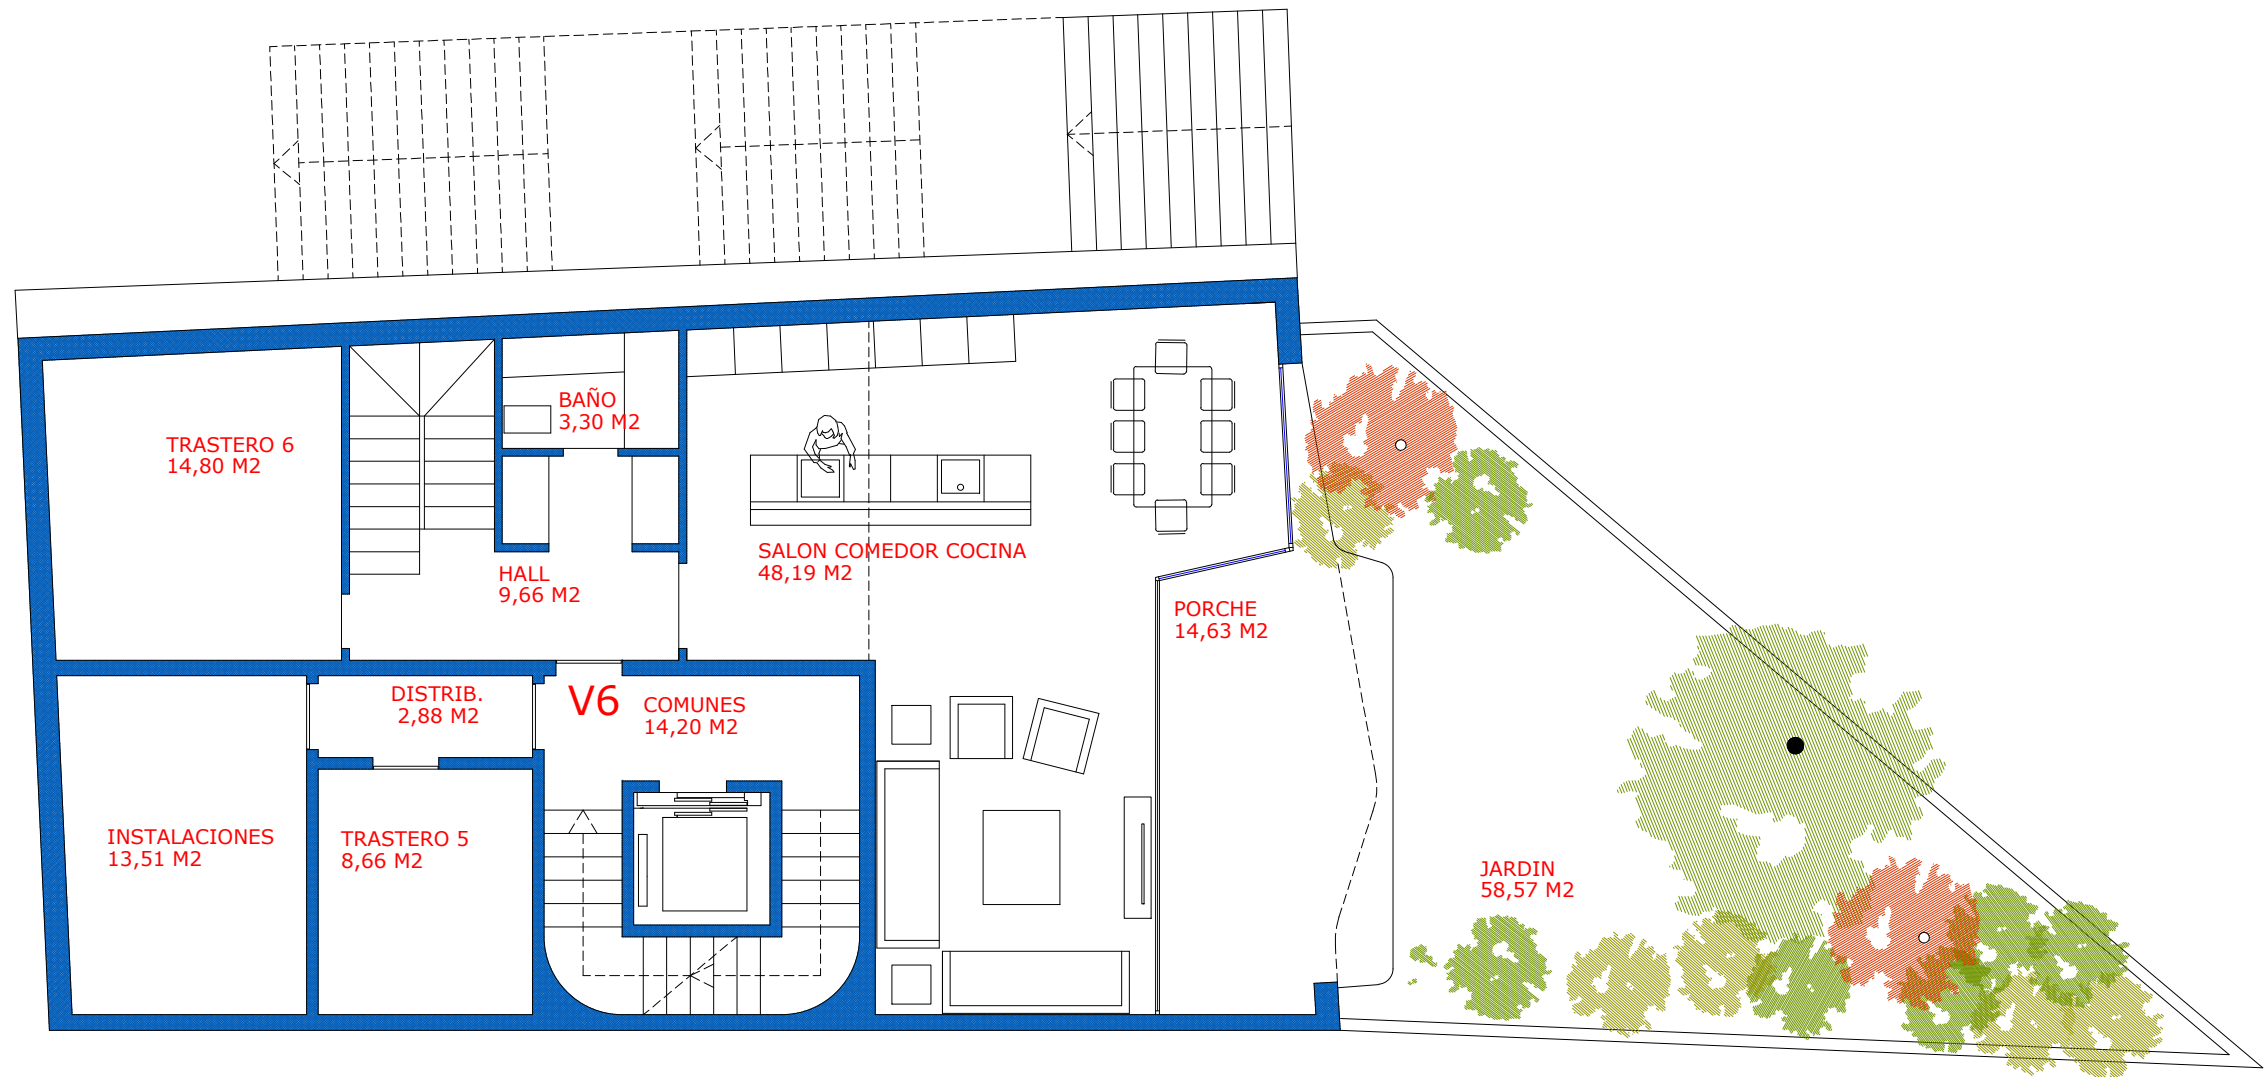 BAÑO
3,30 M2
TRASTERO 6
14,80 M2
SALON COMEDOR COCINA
48,19 M2
HALL
9,66 M2
PORCHE
14,63 M2
DISTRIB.
2,88 M2
V6
COMUNES
14,20 M2
INSTALACIONES
13,51 M2
TRASTERO 5
8,66 M2
JARDIN
58,57 M2